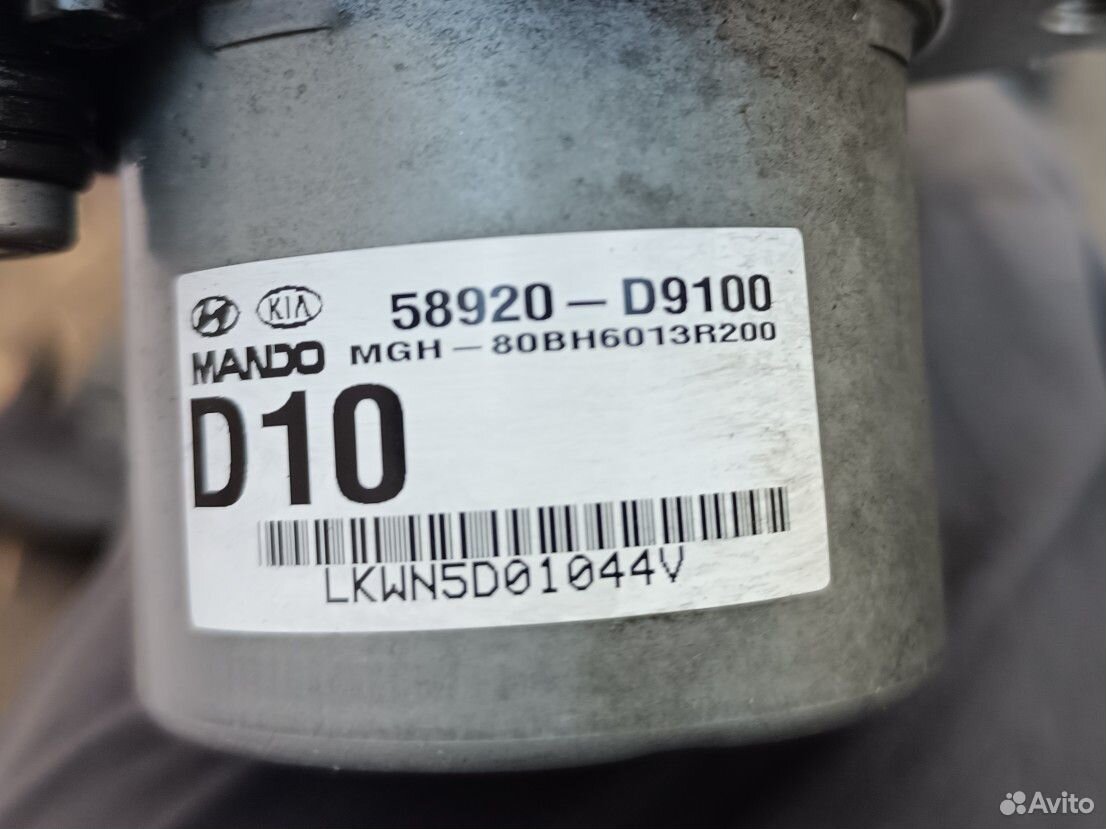 KIA 58920-D9100
MANDO MGH-80BH6013R200
D10
LKWN5D01044V
Avito